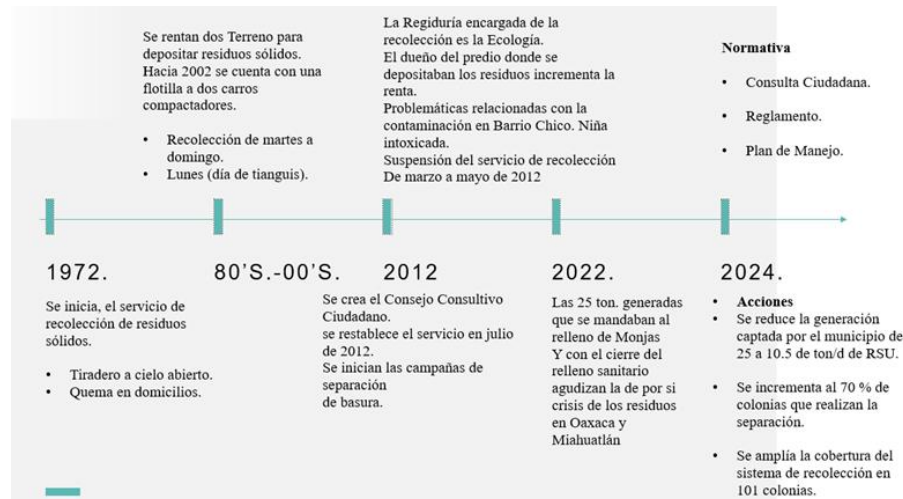 Se rentan dos Terreno para
depositar residuos sólidos.
Hacia 2002 se cuenta con una
flotilla a dos carros
compactadores.
• Recolección de martes a
domingo.
• Lunes (día de tianguis).
La Regiduría encargada de la
recolección es la Ecología.
El dueño del predio donde se
depositaban los residuos incrementa la
renta.
Problemáticas relacionadas con la
contaminación en Barrio Chico. Niña
intoxicada.
Suspensión del servicio de recolección
De marzo a mayo de 2012
Normativa
• Consulta Ciudadana.
• Reglamento.
• Plan de Manejo.
1972.
Se inicia, el servicio de
recolección de residuos
sólidos.
• Tiradero a cielo abierto.
• Quema en domicilios.
80'S.-00'S.
2012
Se crea el Consejo Consultivo
Ciudadano.
se restablece el servicio en julio
de 2012.
Se inician las campañas de
separación
de basura.
2022.
Las 25 ton. generadas
que se mandaban al
relleno de Monjas
Y con el cierre del
relleno sanitario
agudizan la de por si
crisis de los residuos
en Oaxaca y
Miahuatlán
2024.
• Acciones
• Se reduce la generación
captada por el municipio de
25 a 10.5 de ton/d de RSU.
• Se incrementa al 70 % de
colonias que realizan la
separación.
• Se amplía la cobertura del
sistema de recolección en
101 colonias.